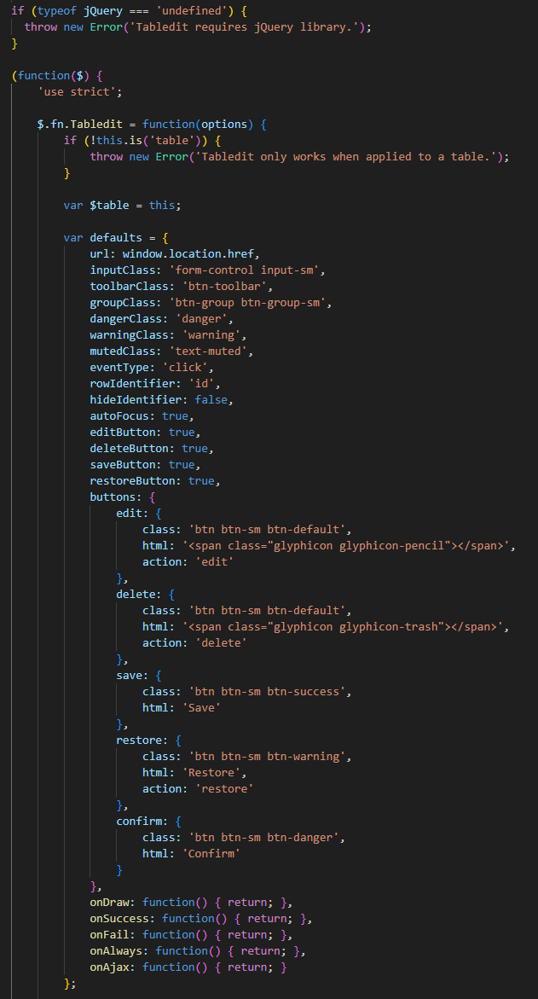 if (typeof jQuery === 'undefined') {
  throw new Error('Tabledit requires jQuery library.');
}

(function($) {
    'use strict';

    $.fn.Tabledit = function(options) {
        if (!this.is('table')) {
            throw new Error('Tabledit only works when applied to a table.');
        }

        var $table = this;

        var defaults = {
            url: window.location.href,
            inputClass: 'form-control input-sm',
            toolbarClass: 'btn-toolbar',
            groupClass: 'btn-group btn-group-sm',
            dangerClass: 'danger',
            warningClass: 'warning',
            mutedClass: 'text-muted',
            eventType: 'click',
            rowIdentifier: 'id',
            hideIdentifier: false,
            autoFocus: true,
            editButton: true,
            deleteButton: true,
            saveButton: true,
            restoreButton: true,
            buttons: {
                edit: {
                    class: 'btn btn-sm btn-default',
                    html: '<span class="glyphicon glyphicon-pencil"></span>',
                    action: 'edit'
                },
                delete: {
                    class: 'btn btn-sm btn-default',
                    html: '<span class="glyphicon glyphicon-trash"></span>',
                    action: 'delete'
                },
                save: {
                    class: 'btn btn-sm btn-success',
                    html: 'Save'
                },
                restore: {
                    class: 'btn btn-sm btn-warning',
                    html: 'Restore',
                    action: 'restore'
                },
                confirm: {
                    class: 'btn btn-sm btn-danger',
                    html: 'Confirm'
                }
            },
            onDraw: function() { return; },
            onSuccess: function() { return; },
            onFail: function() { return; },
            onAlways: function() { return; },
            onAjax: function() { return; }
        };